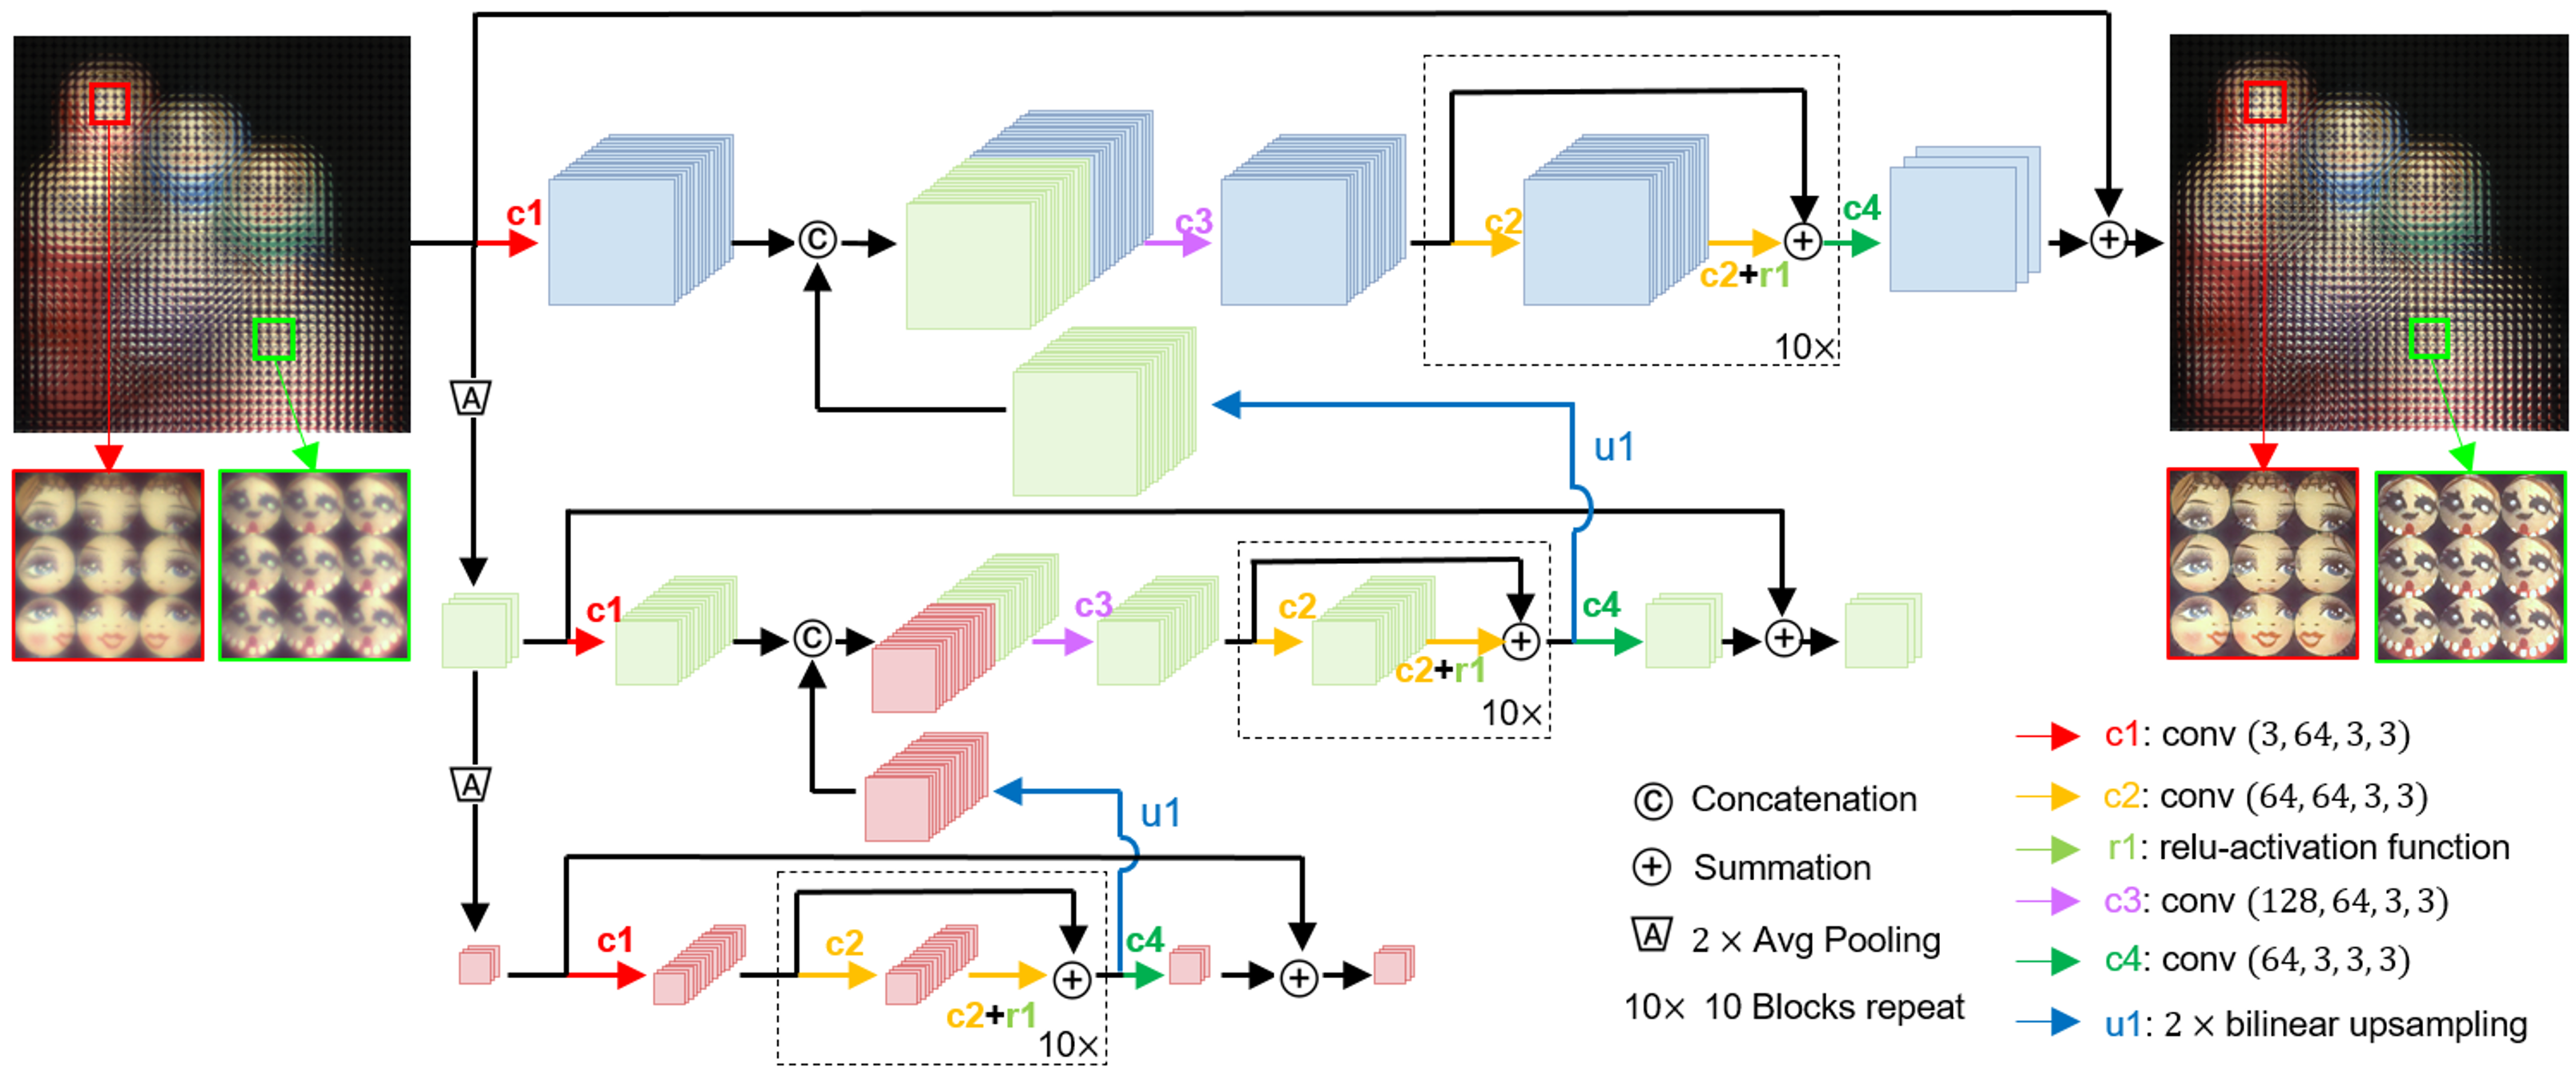 c1
©
c3
c2
c2+r1
10×
c4
A
u1
c1
©
c3
c2
c2+r1
10×
c4
A
u1
c1
c2
c2+r1
10×
c4
© Concatenation
⊕ Summation
A 2 × Avg Pooling
10× 10 Blocks repeat
c1: conv (3, 64, 3, 3)
c2: conv (64, 64, 3, 3)
r1: relu-activation function
c3: conv (128, 64, 3, 3)
c4: conv (64, 3, 3, 3)
u1: 2 × bilinear upsampling